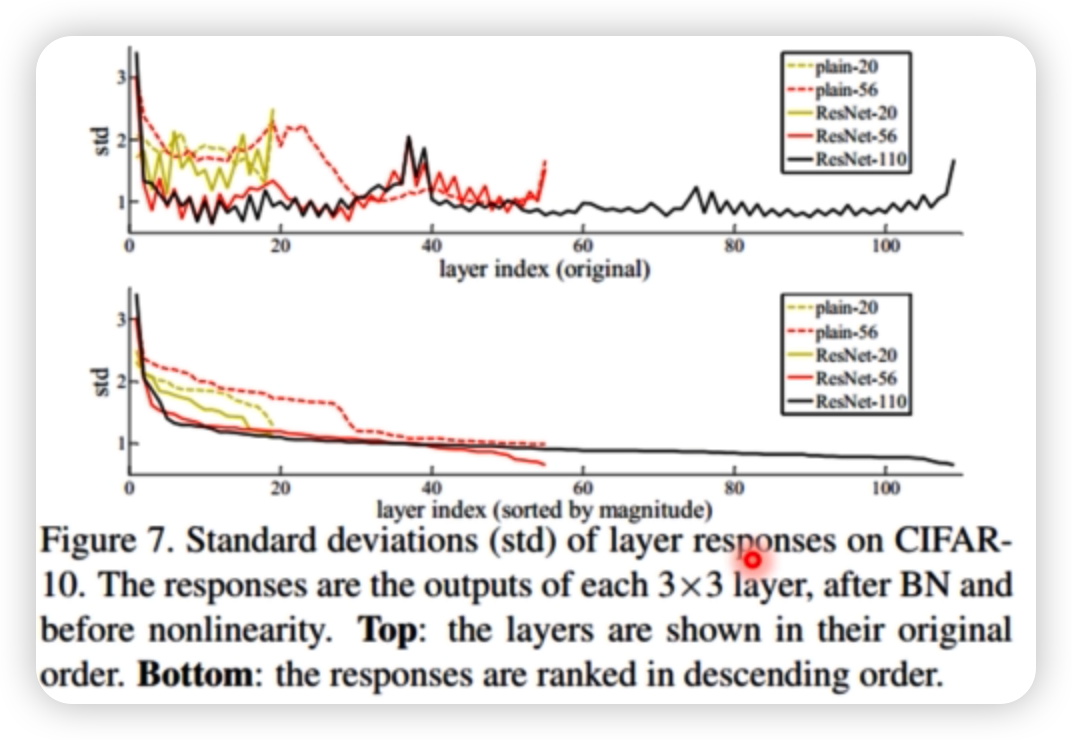 3
2
1
std
plain-20
plain-56
ResNet-20
ResNet-56
ResNet-110
0 20 40 60 80 100
layer index (original)
3
2
1
std
plain-20
plain-56
ResNet-20
ResNet-56
ResNet-110
0 20 40 60 80 100
layer index (sorted by magnitude)
Figure 7. Standard deviations (std) of layer responses on CIFAR-
10. The responses are the outputs of each 3×3 layer, after BN and
before nonlinearity. Top: the layers are shown in their original
order. Bottom: the responses are ranked in descending order.